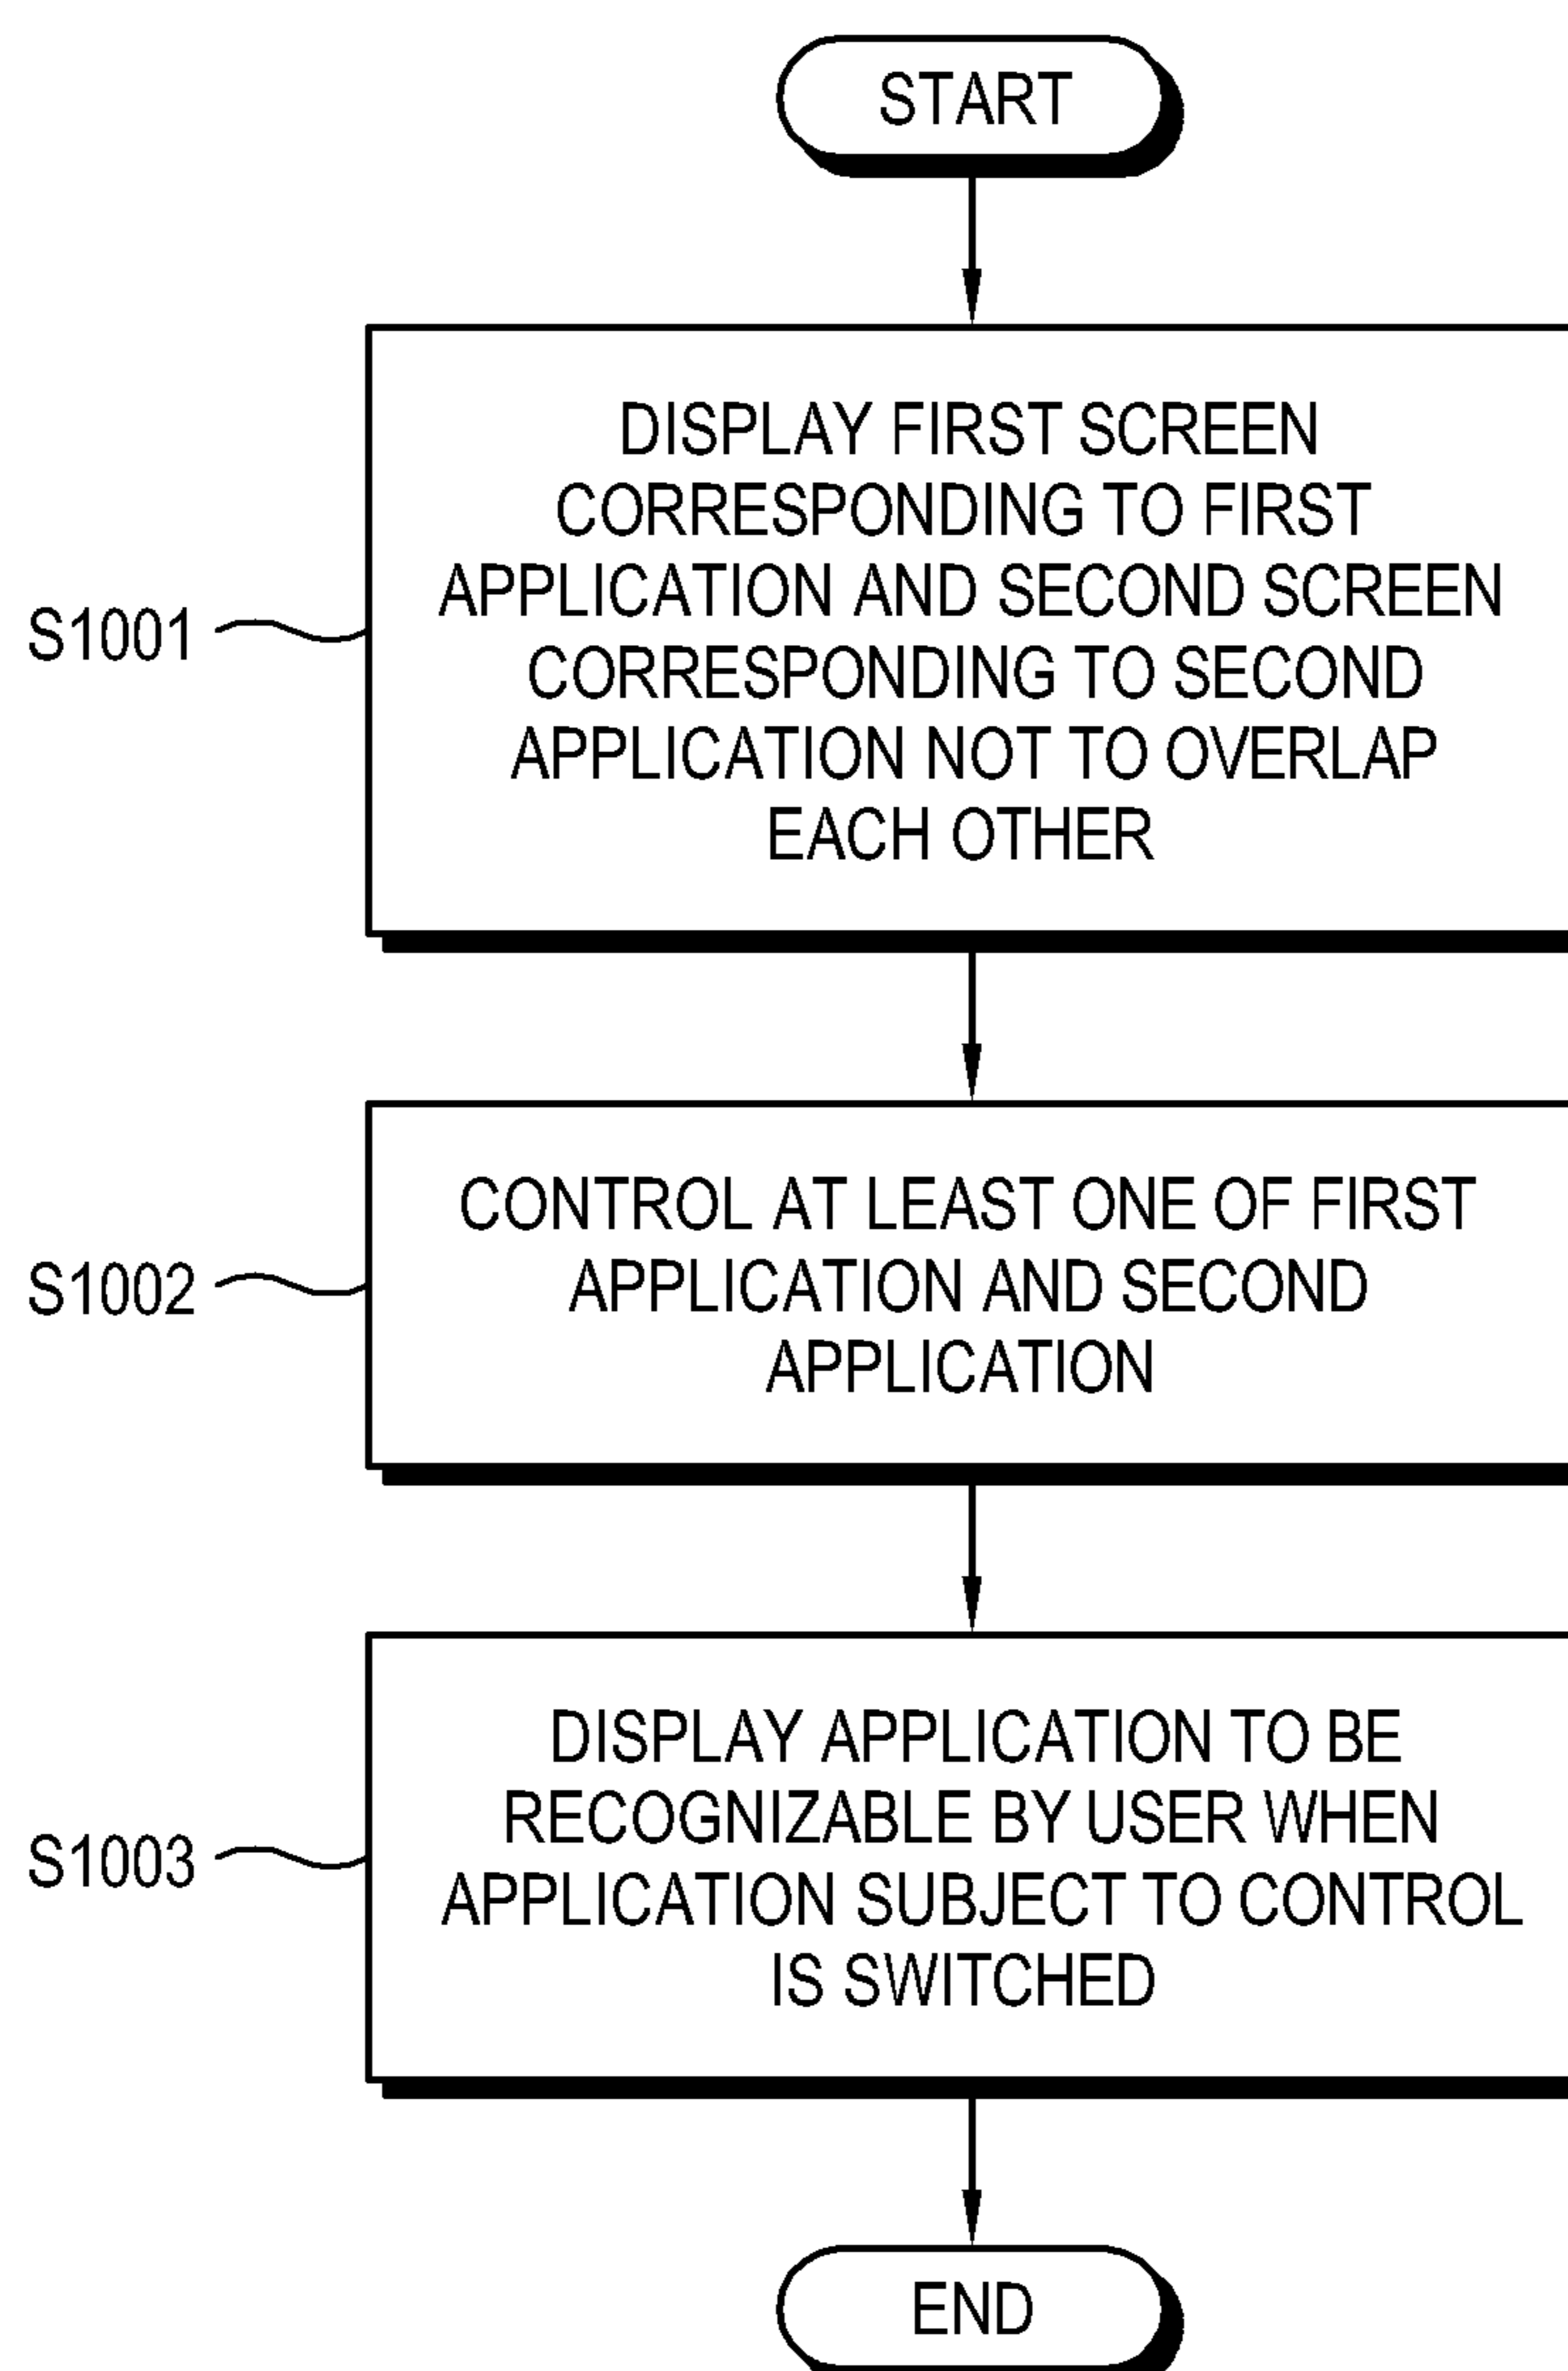 START
DISPLAY FIRST SCREEN
CORRESPONDING TO FIRST
APPLICATION AND SECOND SCREEN
CORRESPONDING TO SECOND
APPLICATION NOT TO OVERLAP
EACH OTHER
S1001
CONTROL AT LEAST ONE OF FIRST
APPLICATION AND SECOND
APPLICATION
S1002
DISPLAY APPLICATION TO BE
RECOGNIZABLE BY USER WHEN
APPLICATION SUBJECT TO CONTROL
IS SWITCHED
S1003
END